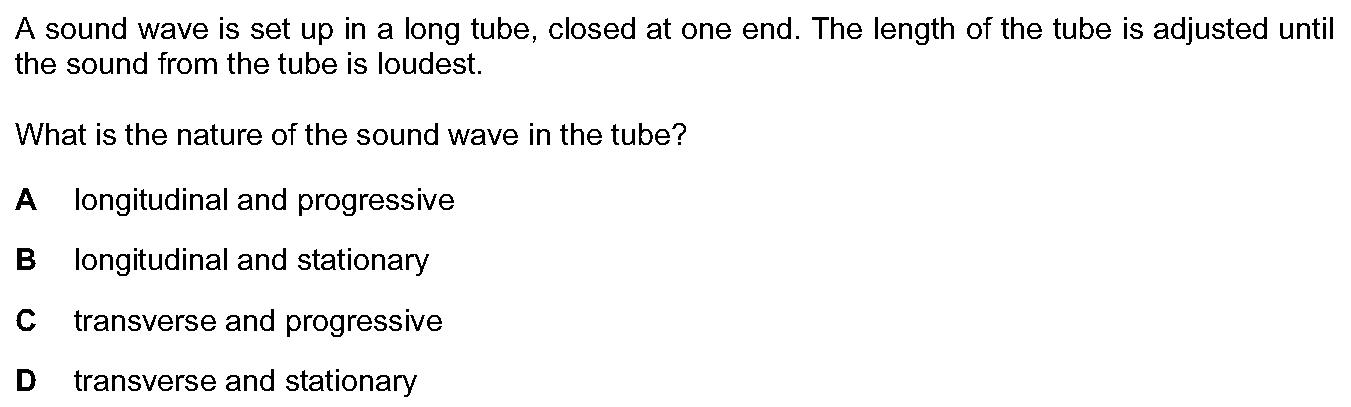 A sound wave is set up in a long tube, closed at one end. The length of the tube is adjusted until
the sound from the tube is loudest.
What is the nature of the sound wave in the tube?
A longitudinal and progressive
B longitudinal and stationary
C transverse and progressive
D transverse and stationary